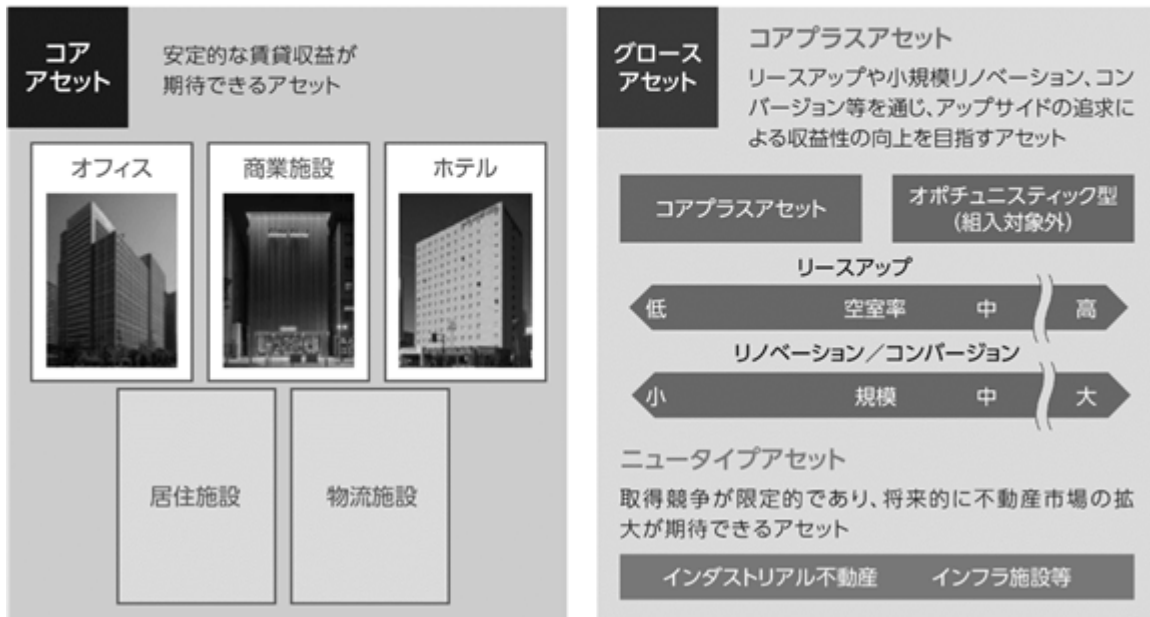 コア
アセット
安定的な賃貸収益が
期待できるアセット
オフィス
商業施設
ホテル
居住施設
物流施設
グロース
アセット
コアプラスアセット
リースアップや小規模リノベーション、コン
バージョン等を通じ、アップサイドの追求に
よる収益性の向上を目指すアセット
コアプラスアセット
オポチュニスティック型
(組入対象外)
リースアップ
低 空室率 中 高
リノベーション／コンバージョン
小 規模 中 大
ニュータイプアセット
取得競争が限定的であり、将来的に不動産市場の拡
大が期待できるアセット
インダストリアル不動産 インフラ施設等